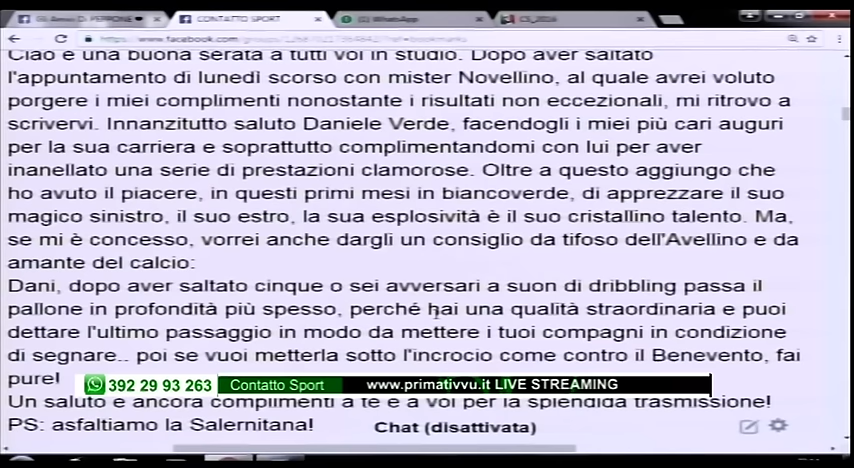 CONTATTO SPORT
WhatsApp
CS_2016
Ciao e una buona serata a tutti voi in studio. Dopo aver saltato
l'appuntamento di lunedì scorso con mister Novellino, al quale avrei voluto
porgere i miei complimenti nonostante i risultati non eccezionali, mi ritrovo a
scrivervi. Innanzitutto saluto Daniele Verde, facendogli i miei più cari auguri
per la sua carriera e soprattutto complimentandomi con lui per aver
inanellato una serie di prestazioni clamorose. Oltre a questo aggiungo che
ho avuto il piacere, in questi primi mesi in biancoverde, di apprezzare il suo
magico sinistro, il suo estro, la sua esplosività è il suo cristallino talento. Ma,
se mi è concesso, vorrei anche dargli un consiglio da tifoso dell'Avellino e da
amante del calcio:
Dani, dopo aver saltato cinque o sei avversari a suon di dribbling passa il
pallone in profondità più spesso, perché hai una qualità straordinaria e puoi
dettare l'ultimo passaggio in modo da mettere i tuoi compagni in condizione
di segnare.. poi se vuoi metterla sotto l'incrocio come contro il Benevento, fai
pure!
392 29 93 263 Contatto Sport www.primativvu.it LIVE STREAMING
Un saluto e ancora complimenti a te e a voi per la splendida trasmissione!
PS: asfaltiamo la Salernitana!
Chat (disattivata)